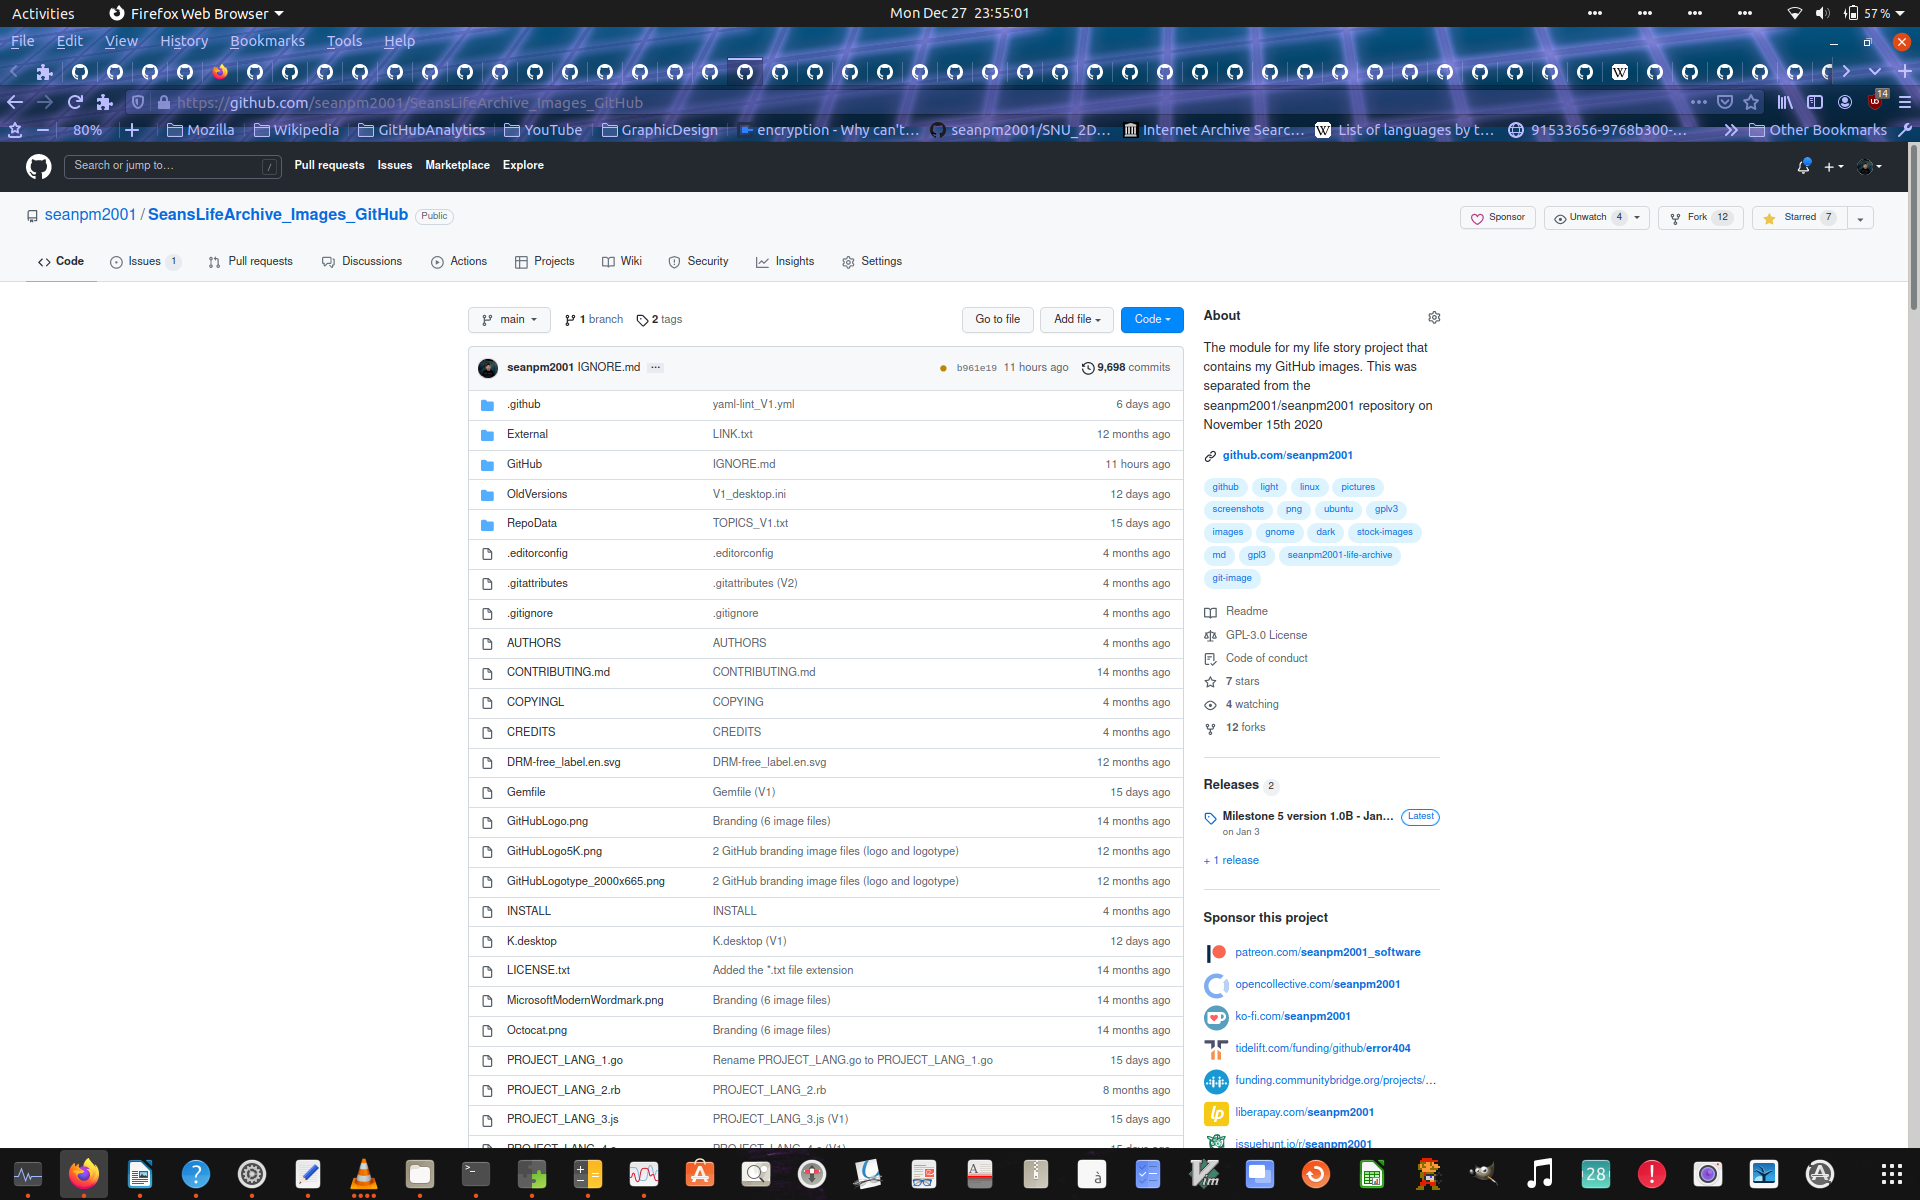 Activities Firefox Web Browser Mon Dec 27 23:55:01 57 %
File Edit View History Bookmarks Tools Help
https://github.com/seanpm2001/SeansLifeArchive_Images_GitHub 14
80% Mozilla Wikipedia GitHubAnalytics YouTube GraphicDesign encryption - Why can't... seanpm2001/SNU_2D... Internet Archive Searc... List of languages by t... 91533656-9768b300-... Other Bookmarks
Search or jump to... / Pull requests Issues Marketplace Explore
seanpm2001 / SeansLifeArchive_Images_GitHub Public Sponsor Unwatch 4 Fork 12 Starred 7
Code Issues 1 Pull requests Discussions Actions Projects Wiki Security Insights Settings
main 1 branch 2 tags Go to file Add file Code
seanpm2001 IGNORE.md ... b961e19 11 hours ago 9,698 commits
.github yaml-lint_V1.yml 6 days ago
External LINK.txt 12 months ago
GitHub IGNORE.md 11 hours ago
OldVersions V1_desktop.ini 12 days ago
RepoData TOPICS_V1.txt 15 days ago
.editorconfig .editorconfig 4 months ago
.gitattributes .gitattributes (V2) 4 months ago
.gitignore .gitignore 4 months ago
AUTHORS AUTHORS 4 months ago
CONTRIBUTING.md CONTRIBUTING.md 14 months ago
COPYINGL COPYING 4 months ago
CREDITS CREDITS 4 months ago
DRM-free_label.en.svg DRM-free_label.en.svg 12 months ago
Gemfile Gemfile (V1) 15 days ago
GitHubLogo.png Branding (6 image files) 14 months ago
GitHubLogo5K.png 2 GitHub branding image files (logo and logotype) 12 months ago
GitHubLogotype_2000x665.png 2 GitHub branding image files (logo and logotype) 12 months ago
INSTALL INSTALL 4 months ago
K.desktop K.desktop (V1) 12 days ago
LICENSE.txt Added the *.txt file extension 14 months ago
MicrosoftModernWordmark.png Branding (6 image files) 14 months ago
Octocat.png Branding (6 image files) 14 months ago
PROJECT_LANG_1.go Rename PROJECT_LANG.go to PROJECT_LANG_1.go 15 days ago
PROJECT_LANG_2.rb PROJECT_LANG_2.rb 8 months ago
PROJECT_LANG_3.js PROJECT_LANG_3.js (V1) 15 days ago
About
The module for my life story project that
contains my GitHub images. This was
separated from the
seanpm2001/seanpm2001 repository on
November 15th 2020
github.com/seanpm2001
github light linux pictures
screenshots png ubuntu gplv3
images gnome dark stock-images
md gpl3 seanpm2001-life-archive
git-image
Readme
GPL-3.0 License
Code of conduct
7 stars
4 watching
12 forks
Releases 2
Milestone 5 version 1.0B - Jan... Latest
on Jan 3
+ 1 release
Sponsor this project
patreon.com/seanpm2001_software
opencollective.com/seanpm2001
ko-fi.com/seanpm2001
tidelift.com/funding/github/error404
funding.communitybridge.org/projects/...
liberapay.com/seanpm2001
issuehunt.io/r/seanpm2001
28